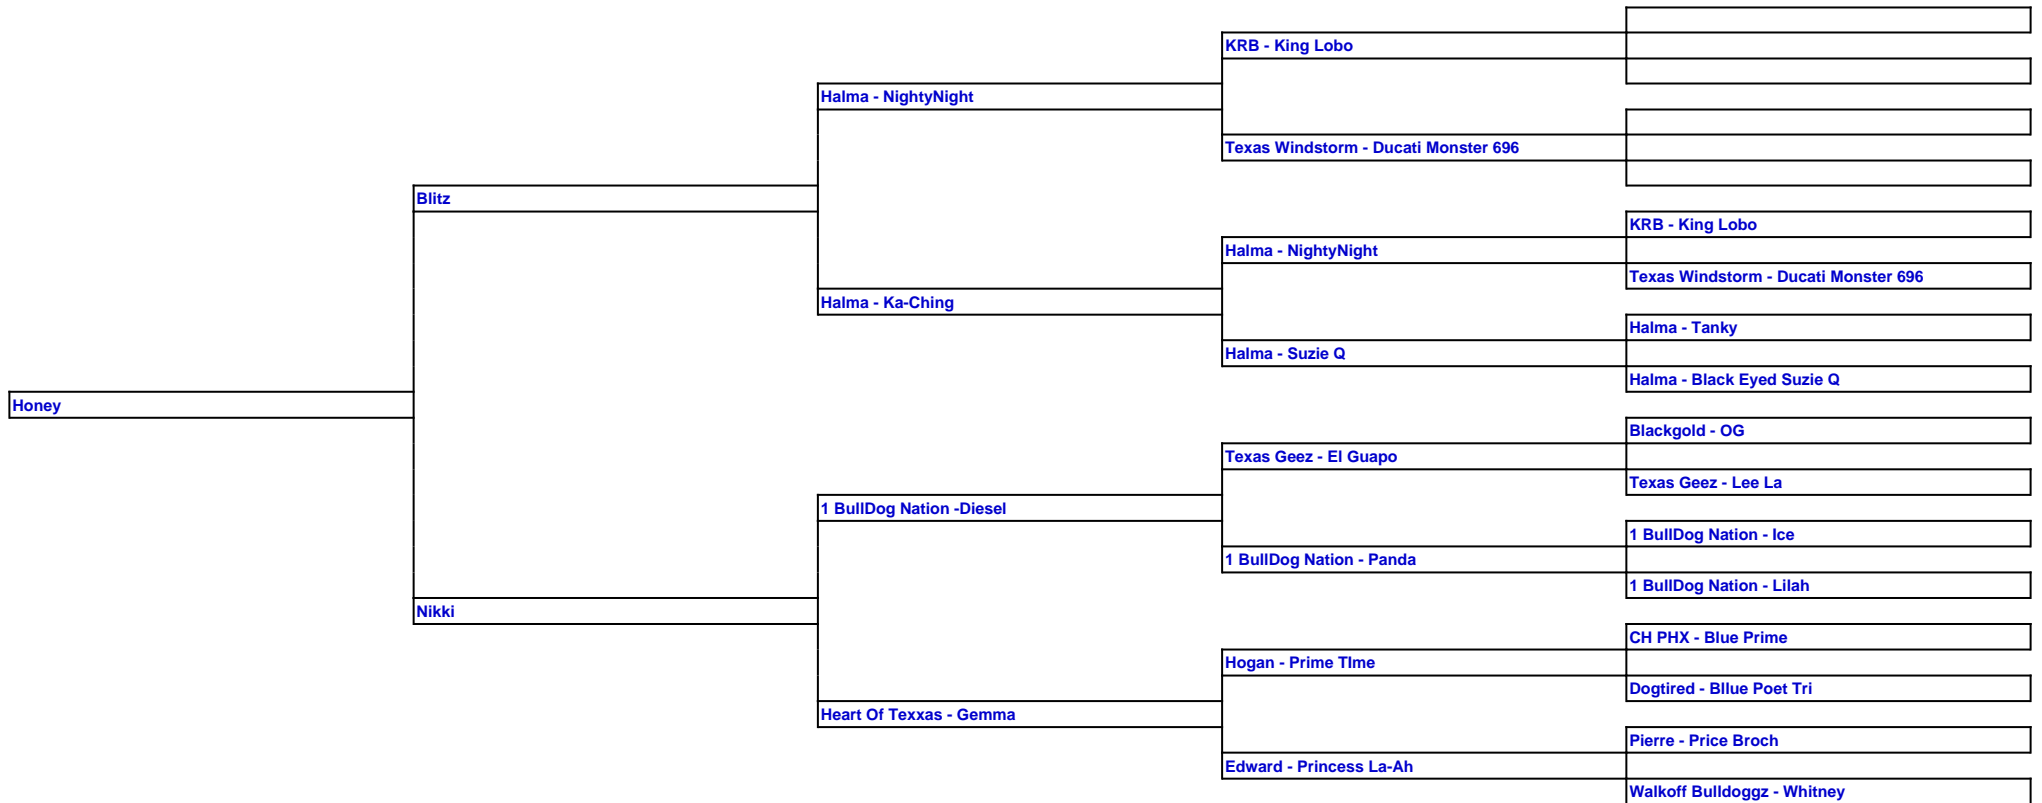 KRB - King Lobo
Halma - NightyNight
Texas Windstorm - Ducati Monster 696
Blitz
KRB - King Lobo
Halma - NightyNight
Texas Windstorm - Ducati Monster 696
Halma - Ka-Ching
Halma - Tanky
Halma - Suzie Q
Halma - Black Eyed Suzie Q
Honey
Blackgold - OG
Texas Geez - El Guapo
Texas Geez - Lee La
1 BullDog Nation -Diesel
1 BullDog Nation - Ice
1 BullDog Nation - Panda
1 BullDog Nation - Lilah
Nikki
CH PHX - Blue Prime
Hogan - Prime TIme
Dogtired - Bllue Poet Tri
Heart Of Texxas - Gemma
Pierre - Price Broch
Edward - Princess La-Ah
Walkoff Bulldoggz - Whitney